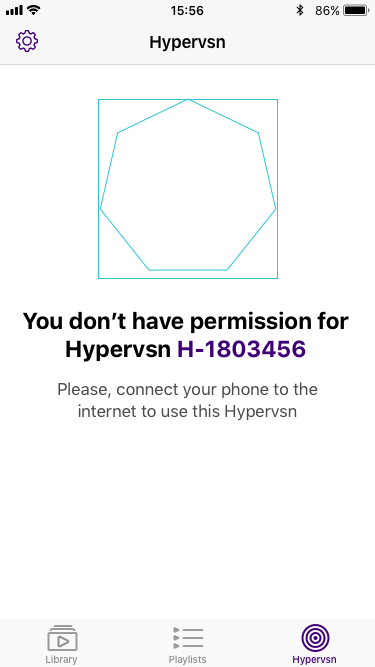 15:56
86%
Hypervsn
You don’t have permission for
Hypervsn H-1803456
Please, connect your phone to the
internet to use this Hypervsn
Library
Playlists
Hypervsn